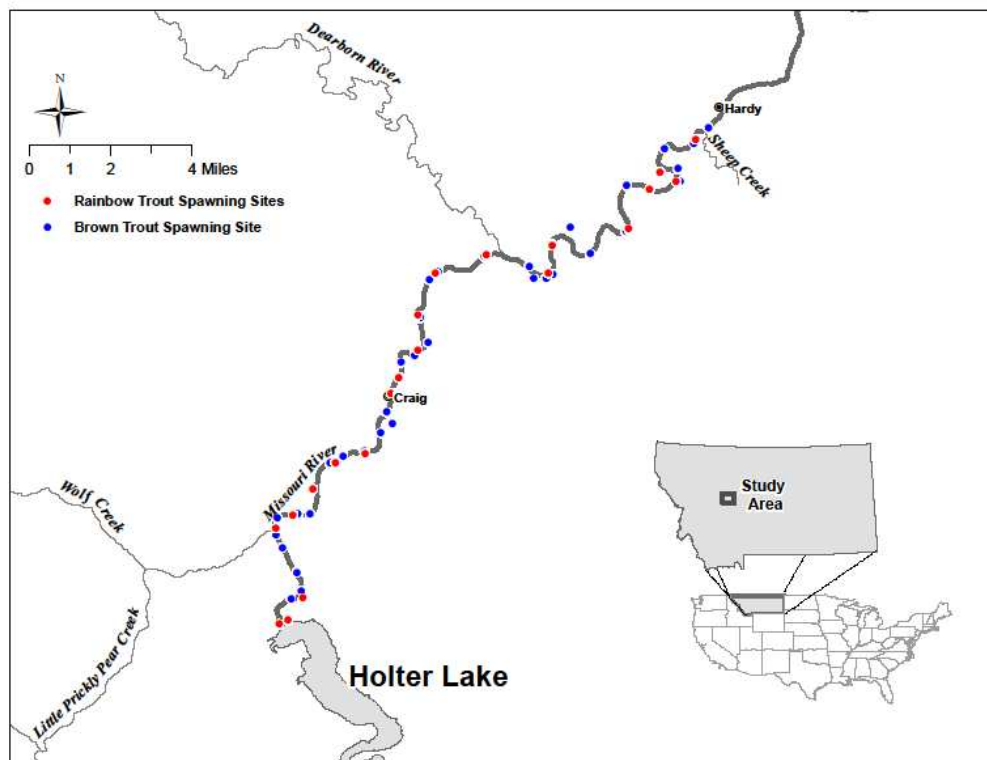 Dearborn River
N
Hardy
Sheep Creek
0 1 2 4 Miles
Rainbow Trout Spawning Sites
Brown Trout Spawning Site
Craig
Missouri River
Wolf Creek
Study
Area
Little Prickly Pear Creek
Holter Lake